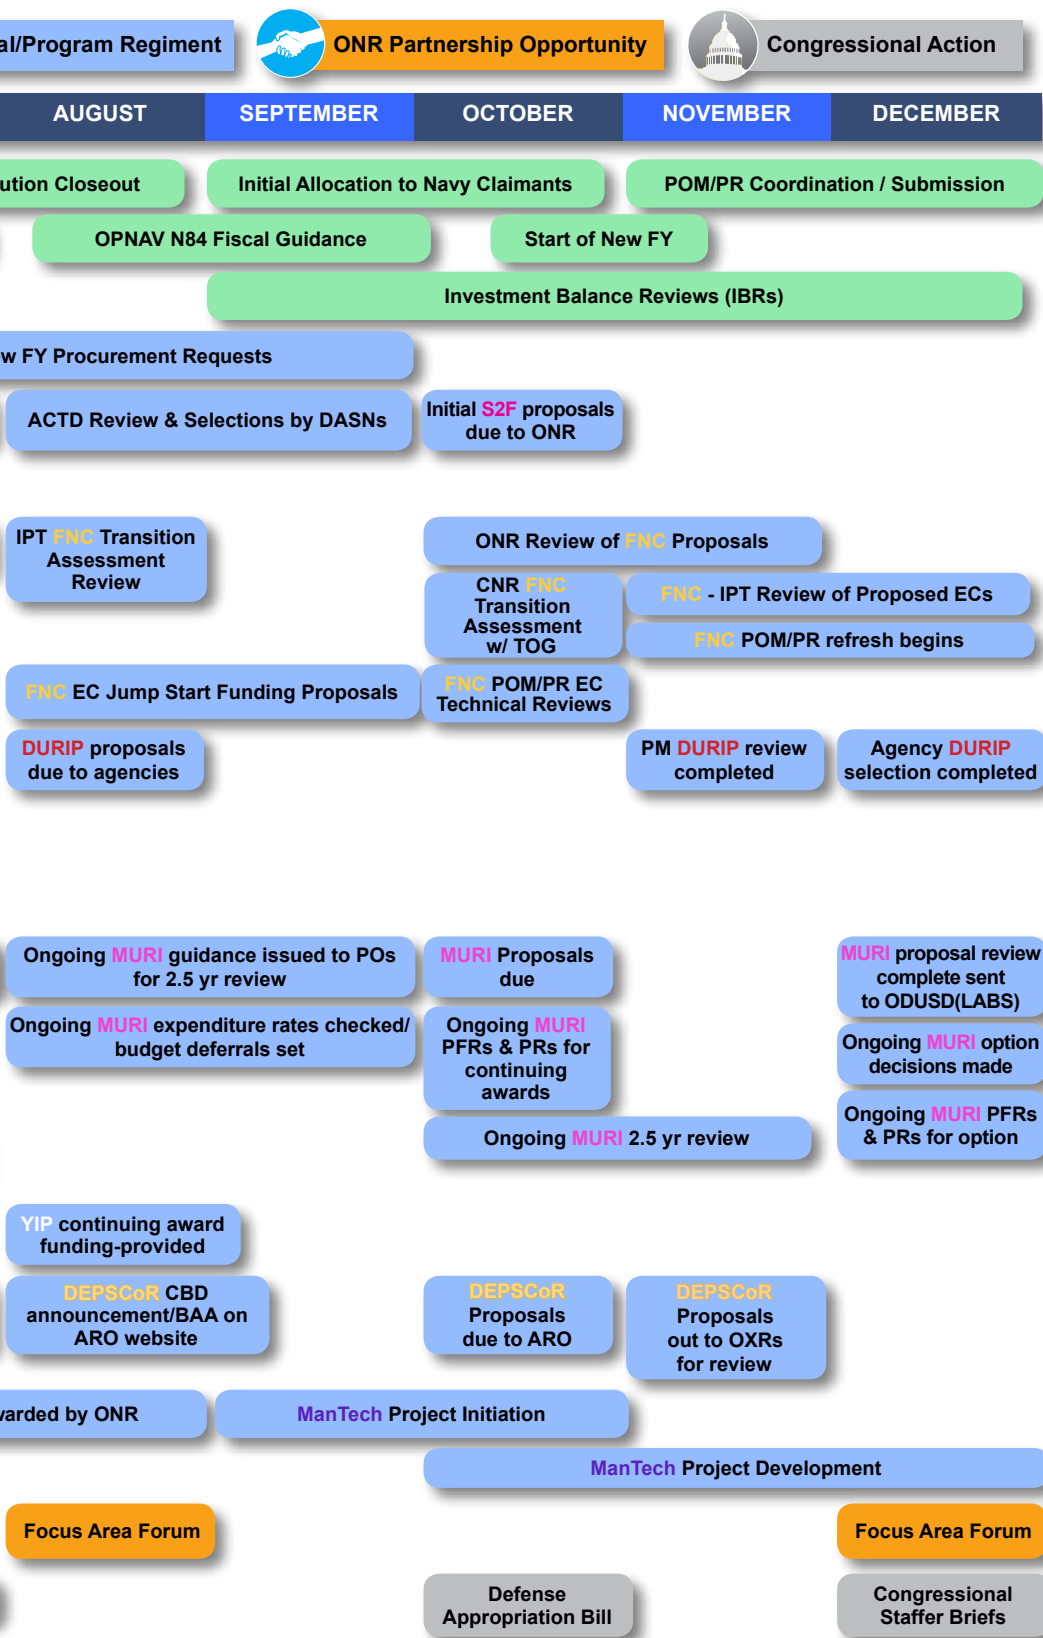 al/Program Regiment
ONR Partnership Opportunity
Congressional Action
AUGUST
SEPTEMBER
OCTOBER
NOVEMBER
DECEMBER
ution Closeout
Initial Allocation to Navy Claimants
POM/PR Coordination / Submission
OPNAV N84 Fiscal Guidance
Start of New FY
Investment Balance Reviews (IBRs)
w FY Procurement Requests
ACTD Review & Selections by DASNs
Initial S2F proposals
due to ONR
IPT FNC Transition
Assessment
Review
ONR Review of FNC Proposals
CNR FNC
Transition
Assessment
w/ TOG
FNC - IPT Review of Proposed ECs
FNC POM/PR refresh begins
FNC EC Jump Start Funding Proposals
FNC POM/PR EC
Technical Reviews
DURIP proposals
due to agencies
PM DURIP review
completed
Agency DURIP
selection completed
Ongoing MURI guidance issued to POs
for 2.5 yr review
MURI Proposals
due
MURI proposal review
complete sent
to ODUSD(LABS)
Ongoing MURI expenditure rates checked/
budget deferrals set
Ongoing MURI
PFRs & PRs for
continuing
awards
Ongoing MURI option
decisions made
Ongoing MURI PFRs
& PRs for option
Ongoing MURI 2.5 yr review
YIP continuing award
funding-provided
DEPSCoR CBD
announcement/BAA on
ARO website
DEPSCoR
Proposals
due to ARO
DEPSCoR
Proposals
out to OXRs
for review
warded by ONR
ManTech Project Initiation
ManTech Project Development
Focus Area Forum
Focus Area Forum
Defense
Appropriation Bill
Congressional
Staffer Briefs